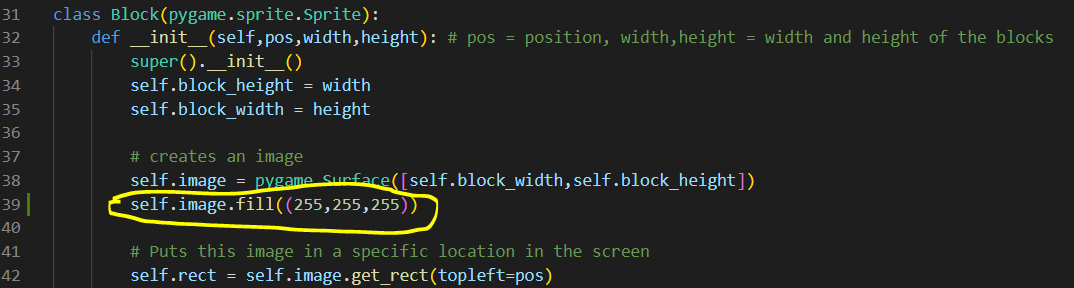 31 class Block(pygame.sprite.Sprite):
32 def __init__(self,pos,width,height): # pos = position, width,height = width and height of the blocks
33 super().__init__()
34 self.block_height = width
35 self.block_width = height
36
37 # creates an image
38 self.image = pygame.Surface([self.block_width,self.block_height])
39 self.image.fill((255,255,255))
40
41 # Puts this image in a specific location in the screen
42 self.rect = self.image.get_rect(topleft=pos)